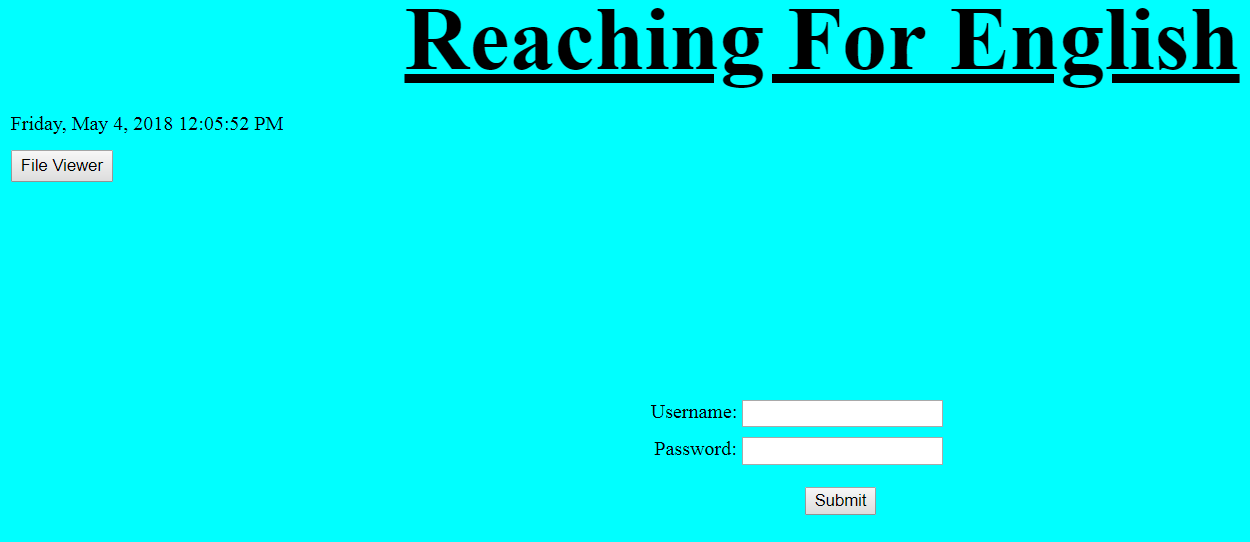 Reaching For English
Friday, May 4, 2018 12:05:52 PM
File Viewer
Username:
Password:
Submit